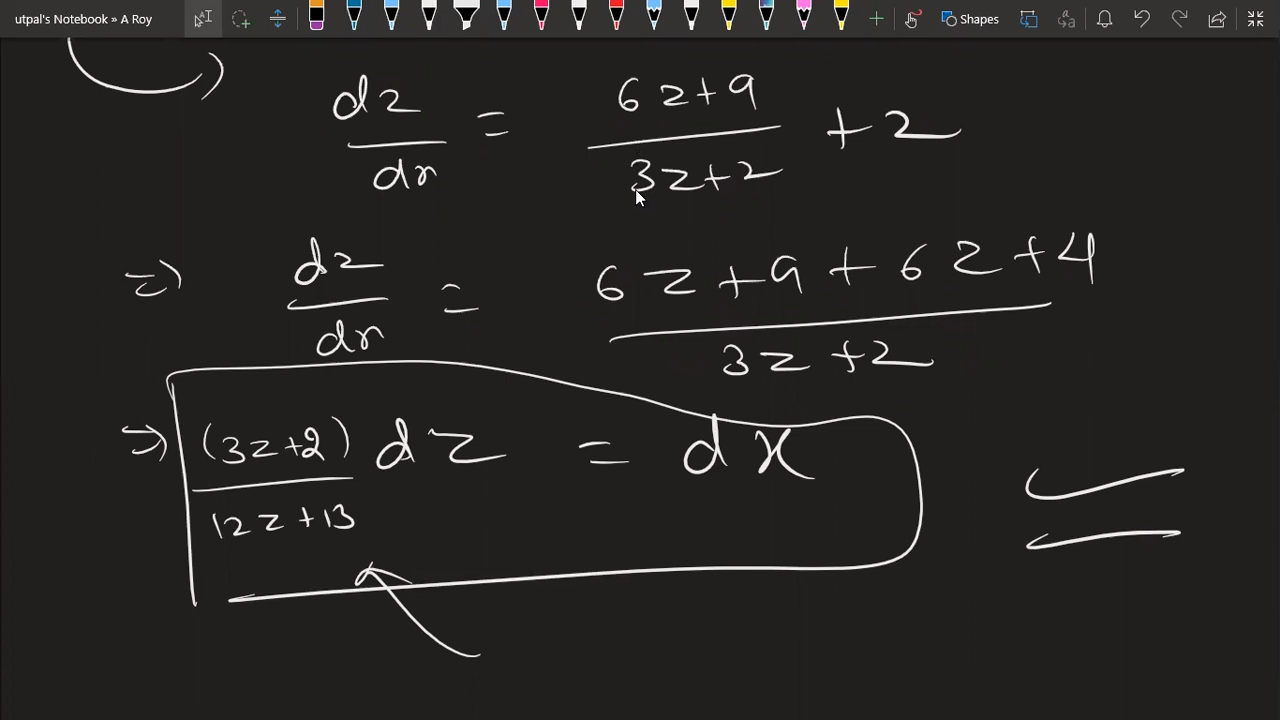 utpal's Notebook » A Roy
Shapes
dz/dx = (6z+9)/(3z+2) + 2
=> dz/dx = (6z+9+6z+4)/(3z+2)
=> (3z+2)/(12z+13) dz = dx